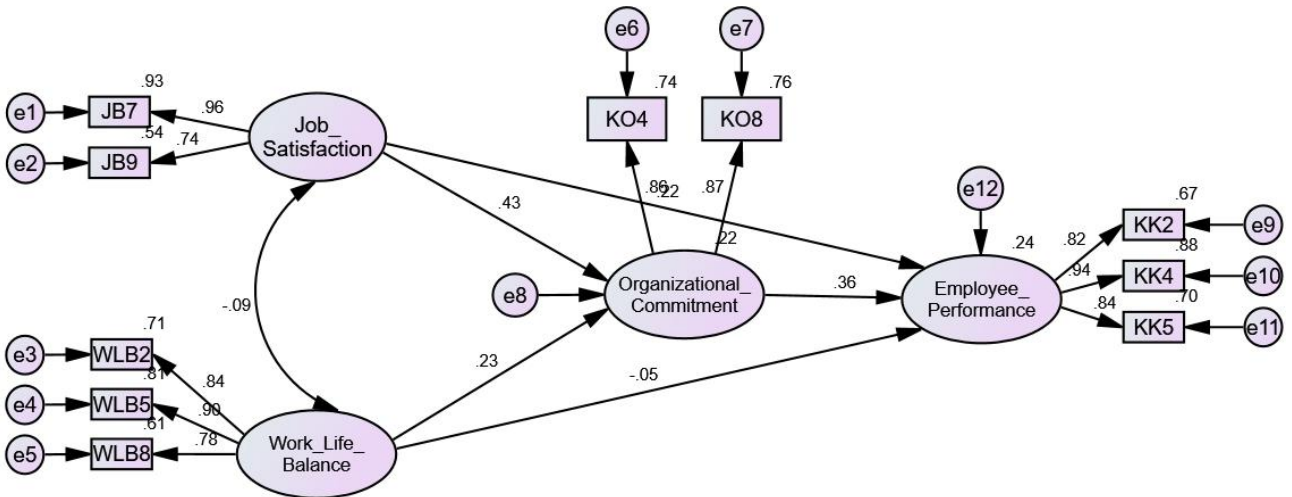 e6
e7
.93
.74
.76
e1
JB7
.96
Job_
Satisfaction
KO4
KO8
.54
.74
e2
JB9
e12
.86
.22
.87
.67
.43
KK2
e9
.22
.24
.82
.88
e8
Organizational_
Commitment
.36
Employee_
Performance
.94
KK4
e10
.70
.84
KK5
e11
-.09
.71
e3
WLB2
.84
.23
-.05
.81
e4
WLB5
.90
.61
e5
WLB8
.78
Work_Life_
Balance